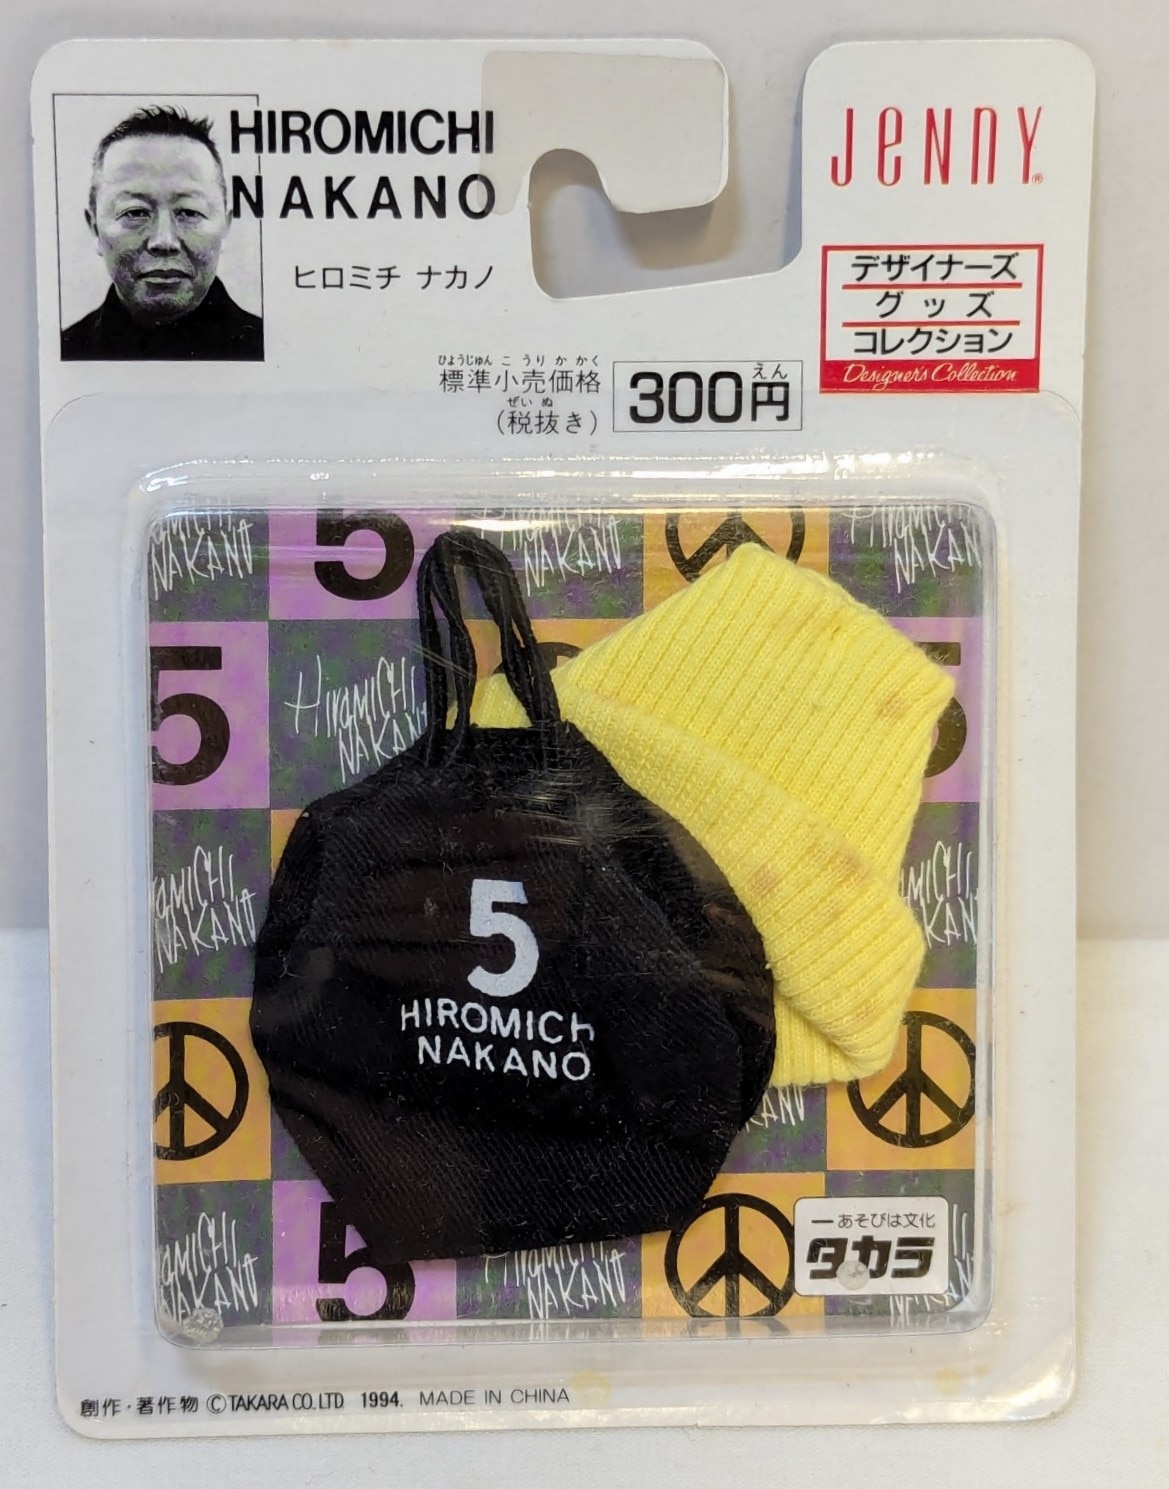 HIROMICHI
NAKANO
ヒロミチ ナカノ
JeNNY®
デザイナーズ
グッズ
コレクション
Designer's Collection
ひょうじゅん こ うり か かく
標準小売価格
ぜい ぬ
(税抜き)
えん
300円
HIROMICHI
NAKANO
5
5
HIROMICHI
NAKANO
5
HIROMICh
NAKANO
5
一あそびは文化
タカラ
創作・著作物 ©TAKARA CO.LTD. 1994. MADE IN CHINA